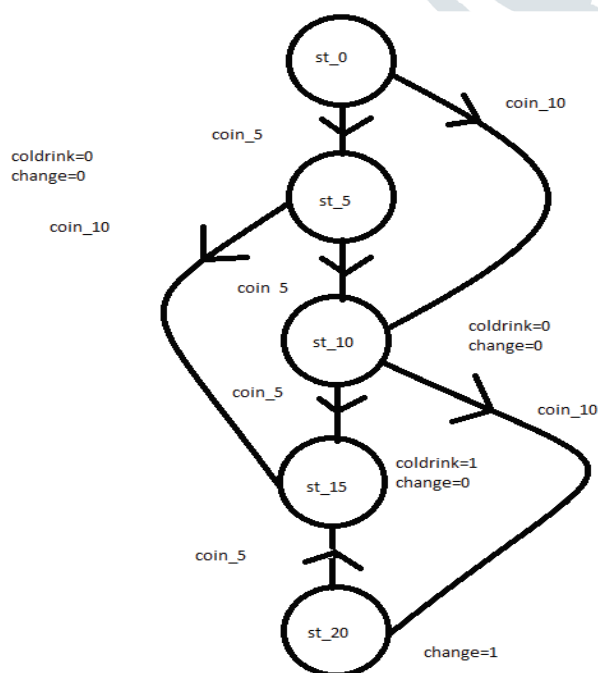 st_0
coin_10
coin_5
coldrink=0
change=0
st_5
coin_10
coin 5
coldrink=0
change=0
st_10
coin_5
coin_10
coldrink=1
change=0
st_15
coin_5
st_20
change=1